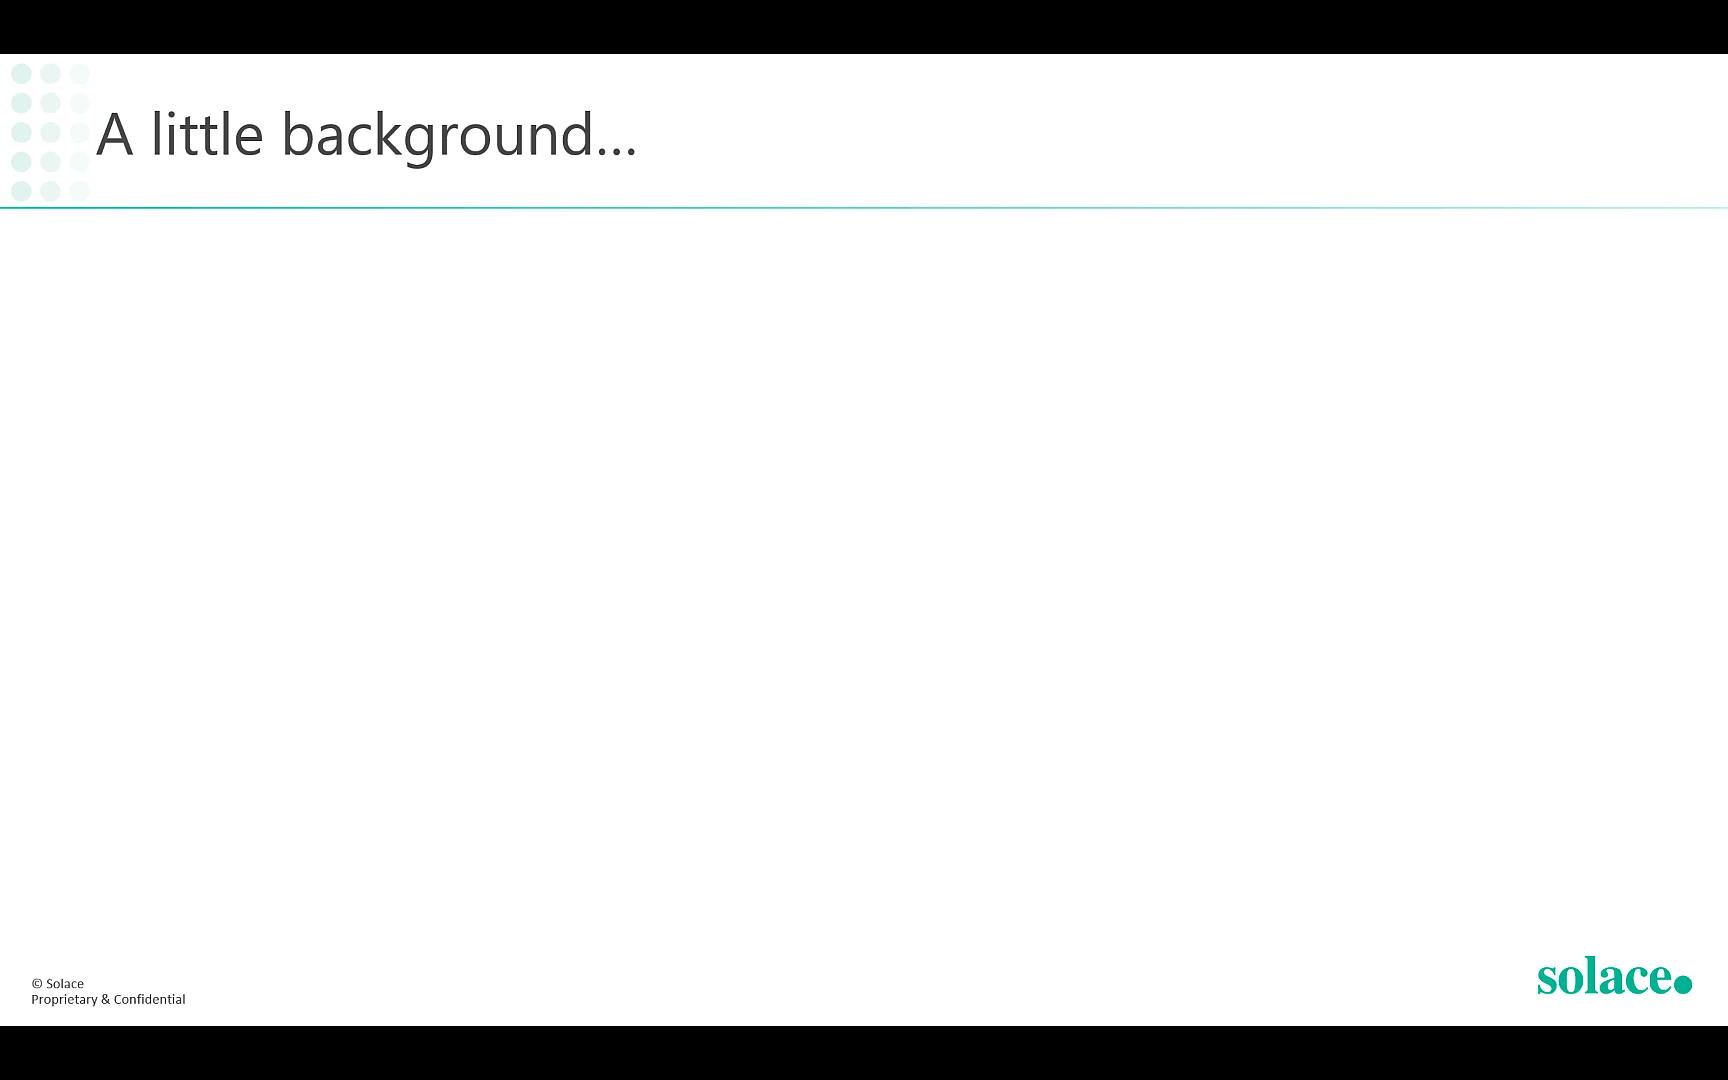 A little background...
© Solace
Proprietary & Confidential
solace.